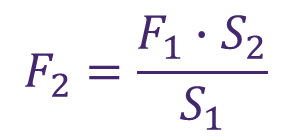 F₂ = F₁ · S₂ / S₁